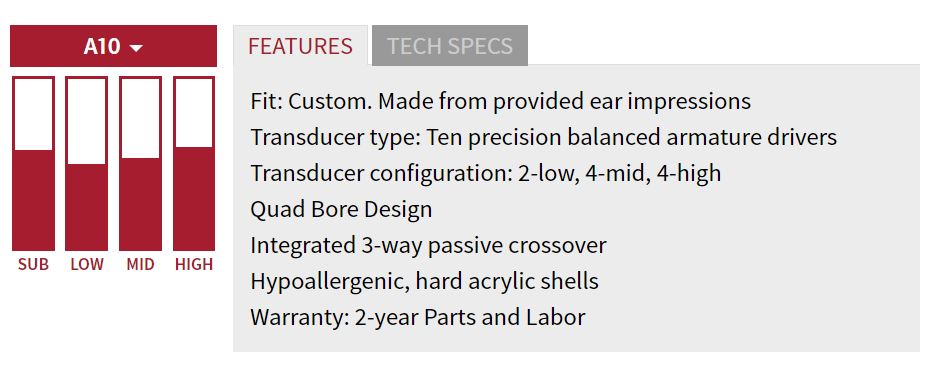 A10
FEATURES
TECH SPECS
Fit: Custom. Made from provided ear impressions
Transducer type: Ten precision balanced armature drivers
Transducer configuration: 2-low, 4-mid, 4-high
Quad Bore Design
Integrated 3-way passive crossover
Hypoallergenic, hard acrylic shells
Warranty: 2-year Parts and Labor
SUB LOW MID HIGH